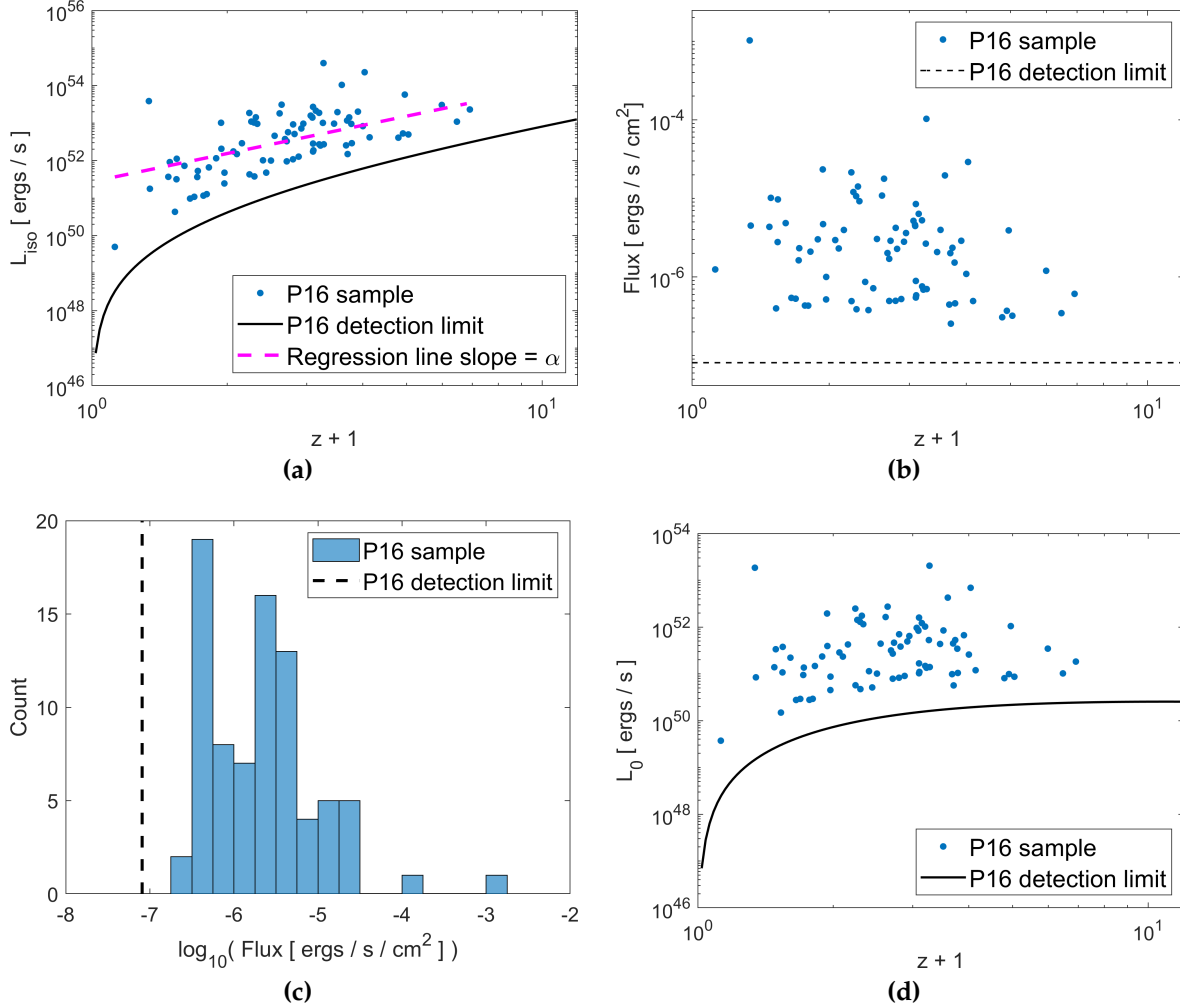 10^56
10^54
10^52
10^50
10^48
10^46
L_iso [ ergs / s ]
P16 sample
P16 detection limit
Regression line slope = α
10^0
10^1
z + 1
(a)
10^-4
10^-6
Flux [ ergs / s / cm^2 ]
P16 sample
P16 detection limit
10^0
10^1
z + 1
(b)
20
15
10
5
0
Count
P16 sample
P16 detection limit
-8 -7 -6 -5 -4 -3 -2
log_10( Flux [ ergs / s / cm^2 ] )
(c)
10^54
10^52
10^50
10^48
10^46
L_0 [ ergs / s ]
P16 sample
P16 detection limit
10^0
10^1
z + 1
(d)